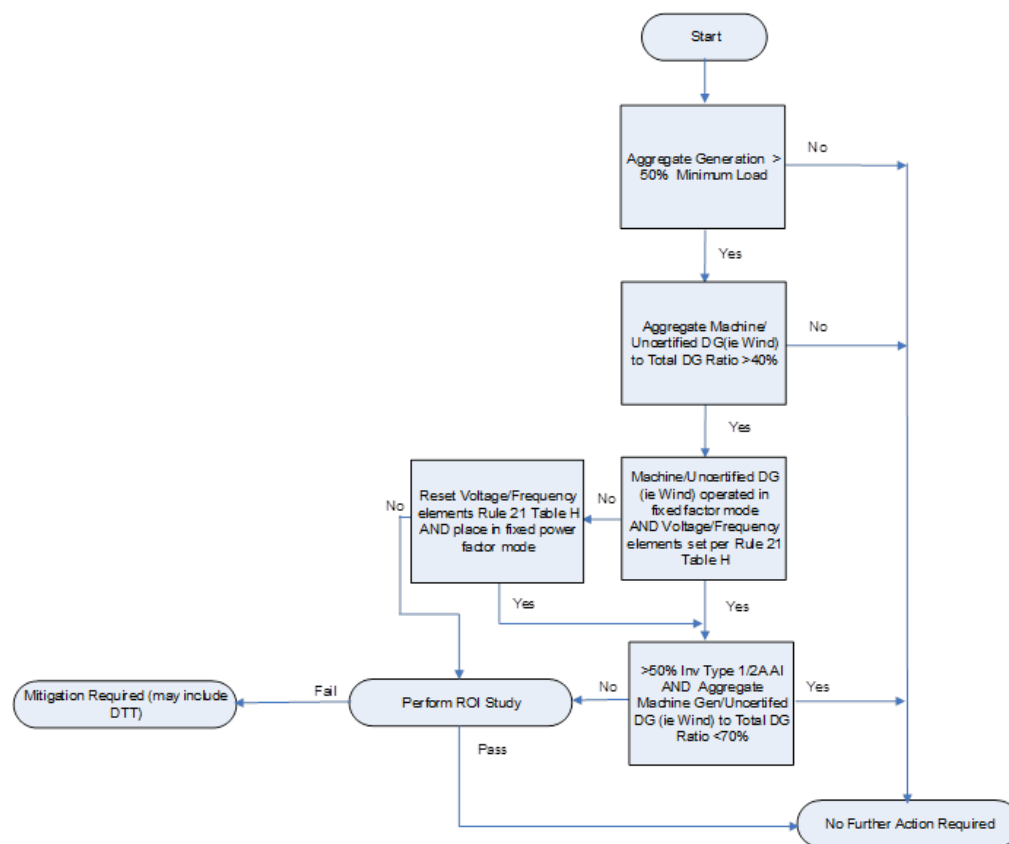 Start
Aggregate Generation >
50% Minimum Load
No
Yes
Aggregate Machine/
Uncertified DG(ie Wind)
to Total DG Ratio >40%
No
Yes
Machine/Uncertified DG
(ie Wind) operated in
fixed factor mode
AND Voltage/Frequency
elements set per Rule 21
Table H
No
Reset Voltage/Frequency
elements Rule 21 Table H
AND place in fixed power
factor mode
No
Yes
Yes
>50% Inv Type 1/2A AI
AND Aggregate
Machine Gen/Uncertifed
DG (ie Wind) to Total DG
Ratio <70%
Yes
No
Perform ROI Study
Fail
Mitigation Required (may include
DTT)
Pass
No Further Action Required